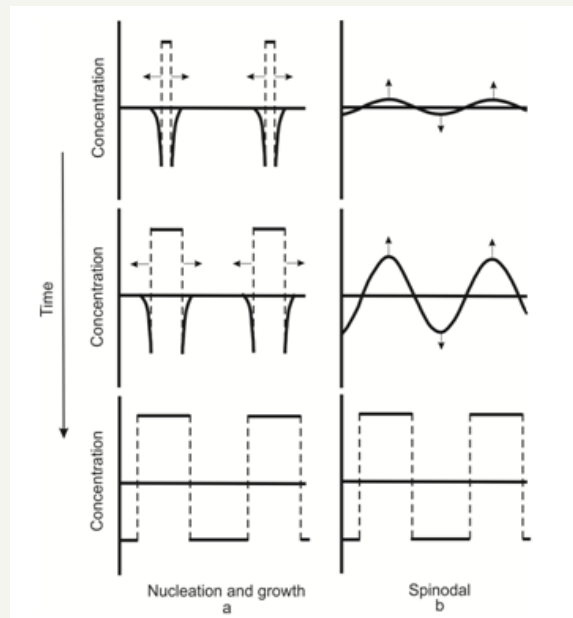 Concentration
Concentration
Concentration
Time
Nucleation and growth
a
Spinodal
b